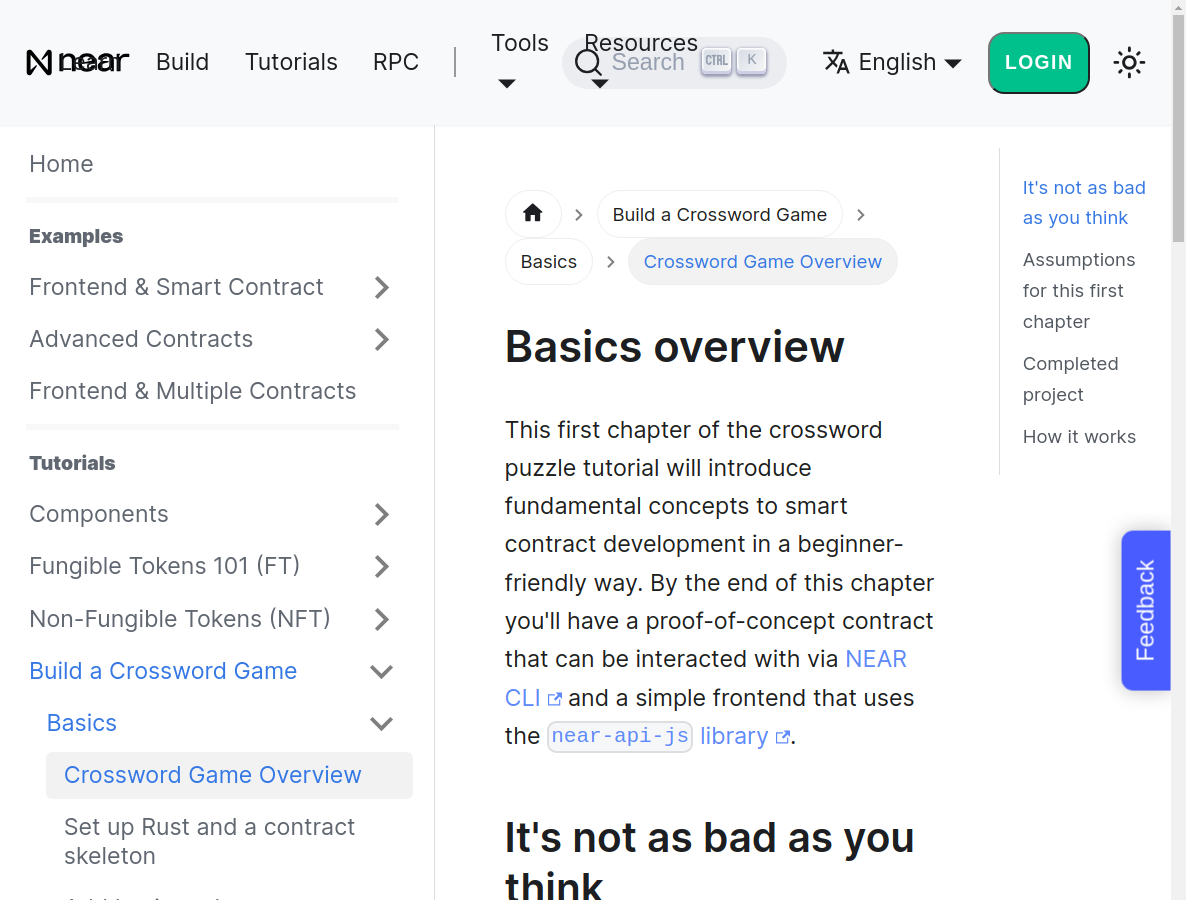 near
Learn
Build
Tutorials
RPC
Tools
Resources
Search
CTRL
K
English
LOGIN
Home
Examples
Frontend & Smart Contract
Advanced Contracts
Frontend & Multiple Contracts
Tutorials
Components
Fungible Tokens 101 (FT)
Non-Fungible Tokens (NFT)
Build a Crossword Game
Basics
Crossword Game Overview
Set up Rust and a contract
skeleton
Build a Crossword Game
Basics
Crossword Game Overview
Basics overview
This first chapter of the crossword
puzzle tutorial will introduce
fundamental concepts to smart
contract development in a beginner-
friendly way. By the end of this chapter
you'll have a proof-of-concept contract
that can be interacted with via NEAR
CLI and a simple frontend that uses
the near-api-js library.
It's not as bad as you
think
It's not as bad
as you think
Assumptions
for this first
chapter
Completed
project
How it works
Feedback